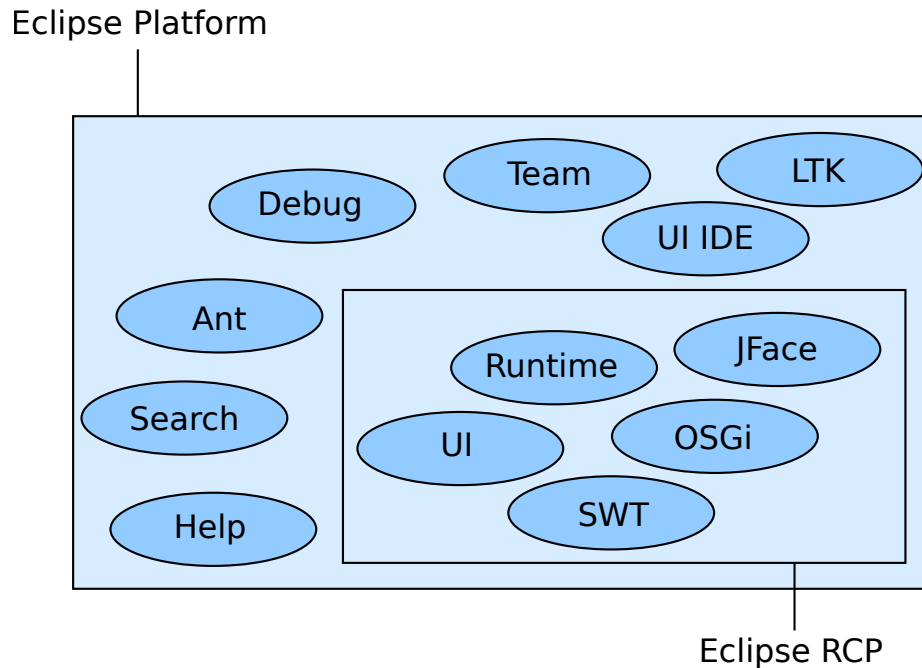 Eclipse Platform
Team
LTK
Debug
UI IDE
Ant
JFace
Runtime
Search
OSGi
UI
SWT
Help
Eclipse RCP